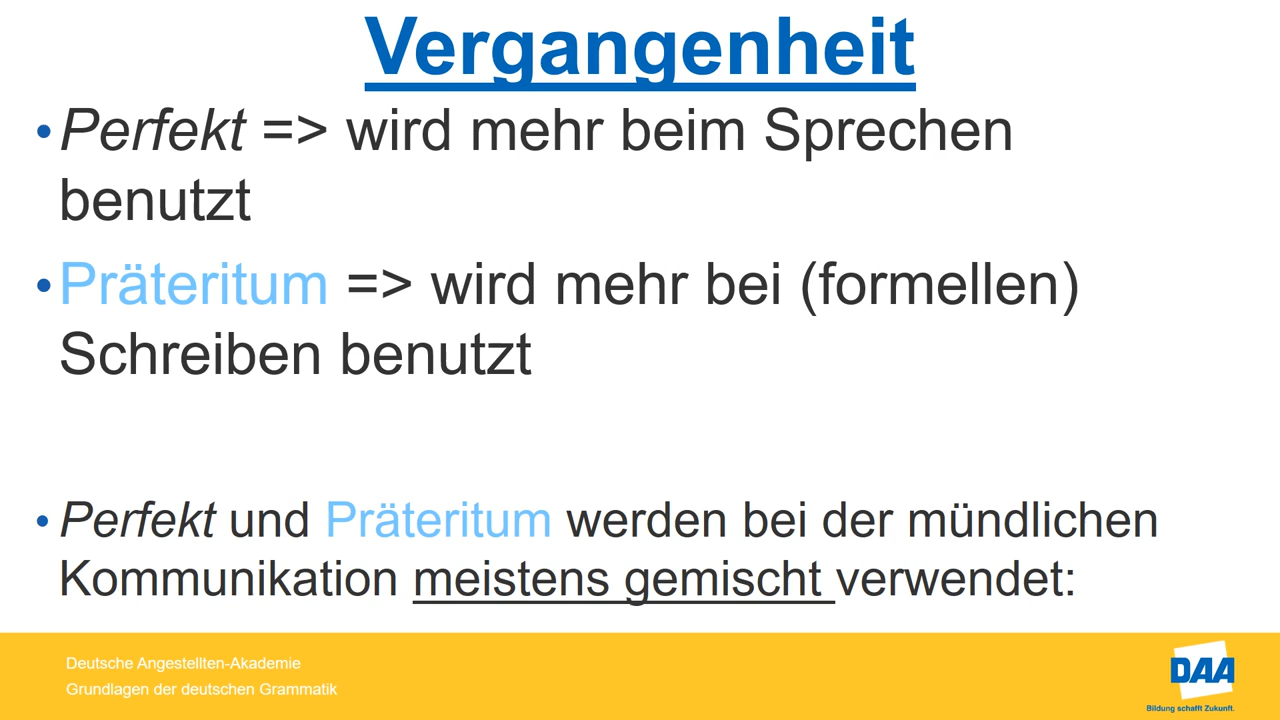 Vergangenheit
•Perfekt => wird mehr beim Sprechen
benutzt
•Präteritum => wird mehr bei (formellen)
Schreiben benutzt
•Perfekt und Präteritum werden bei der mündlichen
Kommunikation meistens gemischt verwendet:
Deutsche Angestellten-Akademie
Grundlagen der deutschen Grammatik
DAA
Bildung schafft Zukunft.